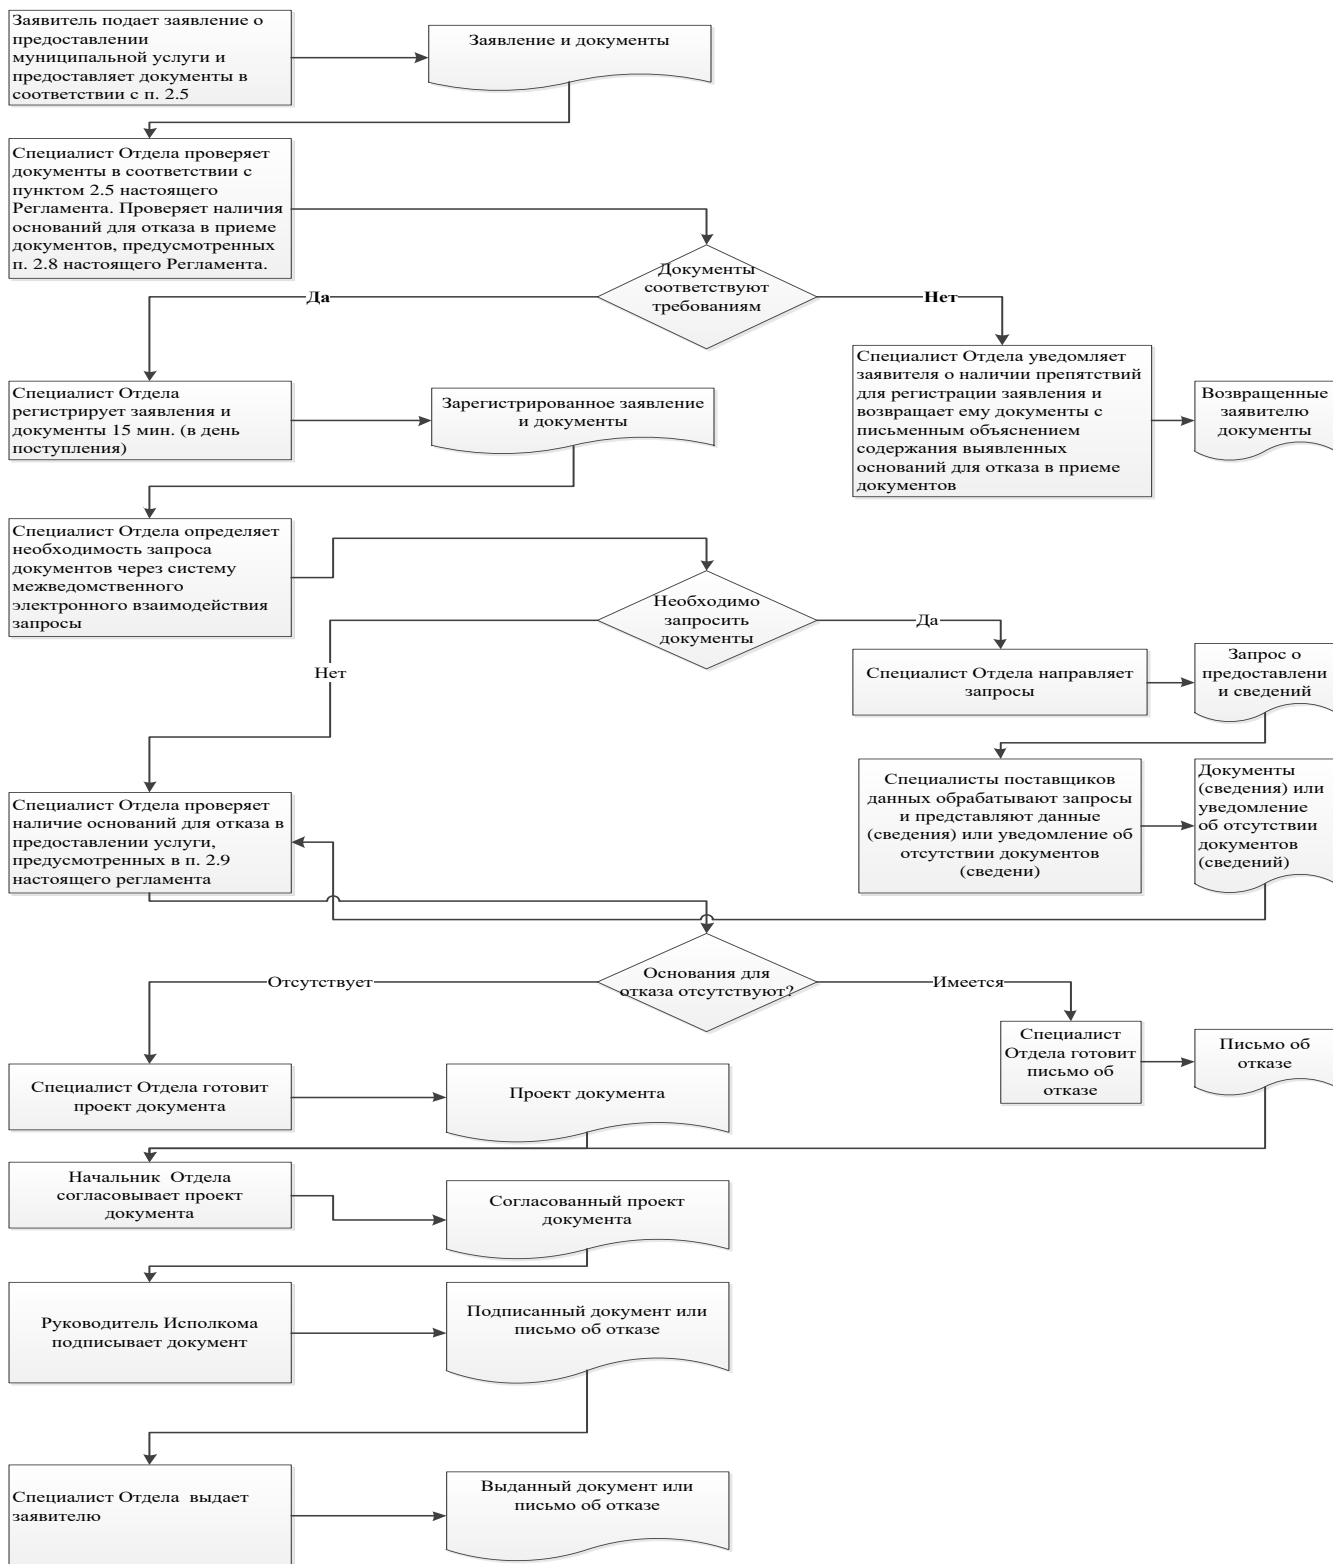 Заявитель подает заявление о
предоставлении
муниципальной услуги и
предоставляет документы в
соответствии с п. 2.5
Заявление и документы
Специалист Отдела проверяет
документы в соответствии с
пунктом 2.5 настоящего
Регламента. Проверяет наличия
оснований для отказа в приеме
документов, предусмотренных
п. 2.8 настоящего Регламента.
Документы
соответствуют
требованиям
Да
Нет
Специалист Отдела
регистрирует заявления и
документы 15 мин. (в день
поступления)
Зарегистрированное заявление
и документы
Специалист Отдела уведомляет
заявителя о наличии препятствий
для регистрации заявления и
возвращает ему документы с
письменным объяснением
содержания выявленных
оснований для отказа в приеме
документов
Возвращенные
заявителю
документы
Специалист Отдела определяет
необходимость запроса
документов через систему
межведомственного
электронного взаимодействия
запросы
Необходимо
запросить
документы
Да
Нет
Специалист Отдела направляет
запросы
Запрос о
предоставлени
и сведений
Специалист Отдела проверяет
наличие оснований для отказа в
предоставлении услуги,
предусмотренных в п. 2.9
настоящего регламента
Специалисты поставщиков
данных обрабатывают запросы
и представляют данные
(сведения) или уведомление об
отсутствии документов
(сведени)
Документы
(сведения) или
уведомление
об отсутствии
документов
(сведений)
Основания для
отказа отсутствуют?
Отсутствует
Имеется
Специалист
Отдела готовит
письмо об
отказе
Письмо об
отказе
Специалист Отдела готовит
проект документа
Проект документа
Начальник  Отдела
согласовывает проект
документа
Согласованный проект
документа
Руководитель Исполкома
подписывает документ
Подписанный документ или
письмо об отказе
Специалист Отдела  выдает
заявителю
Выданный документ или
письмо об отказе